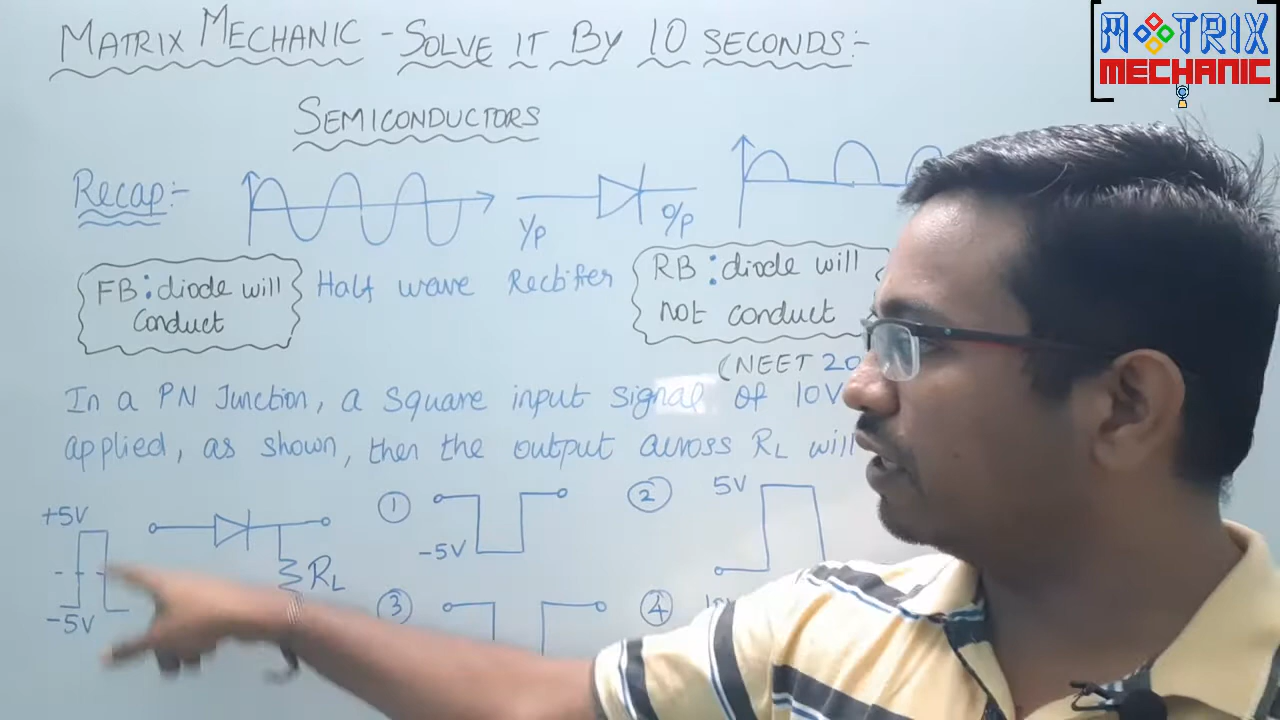 MATRIX MECHANIC - SOLVE IT BY 10 SECONDS:-
MATRIX
MECHANIC
SEMICONDUCTORS
Recap:-
I/P
O/P
FB: diode will
conduct
Half wave Rectifier
RB: diode will
not conduct
(NEET 20
In a PN Junction, a square input signal of 10V
applied, as shown, then the output across RL will
+5V
-5V
RL
1
-5V
2
5V
3
4